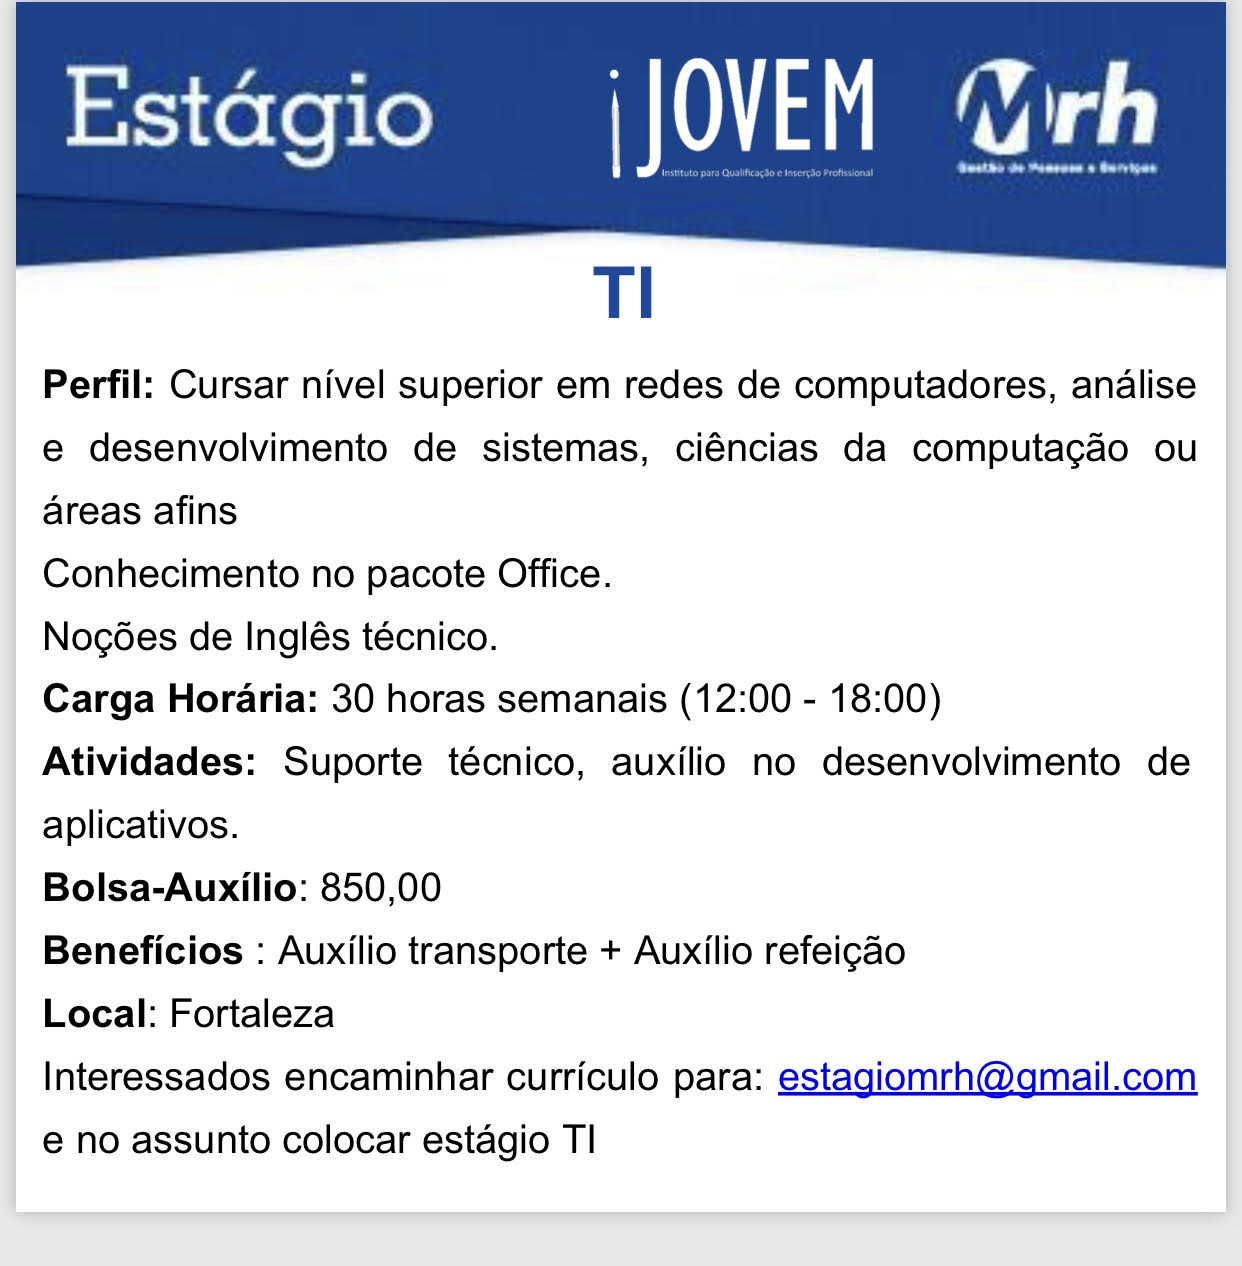 Estágio
iJOVEM
Instituto para Qualificação e Inserção Profissional
Mrh
Gestão de Pessoas e Serviços
TI
Perfil: Cursar nível superior em redes de computadores, análise
e desenvolvimento de sistemas, ciências da computação ou
áreas afins
Conhecimento no pacote Office.
Noções de Inglês técnico.
Carga Horária: 30 horas semanais (12:00 - 18:00)
Atividades: Suporte técnico, auxílio no desenvolvimento de
aplicativos.
Bolsa-Auxílio: 850,00
Benefícios : Auxílio transporte + Auxílio refeição
Local: Fortaleza
Interessados encaminhar currículo para: estagiomrh@gmail.com
e no assunto colocar estágio TI